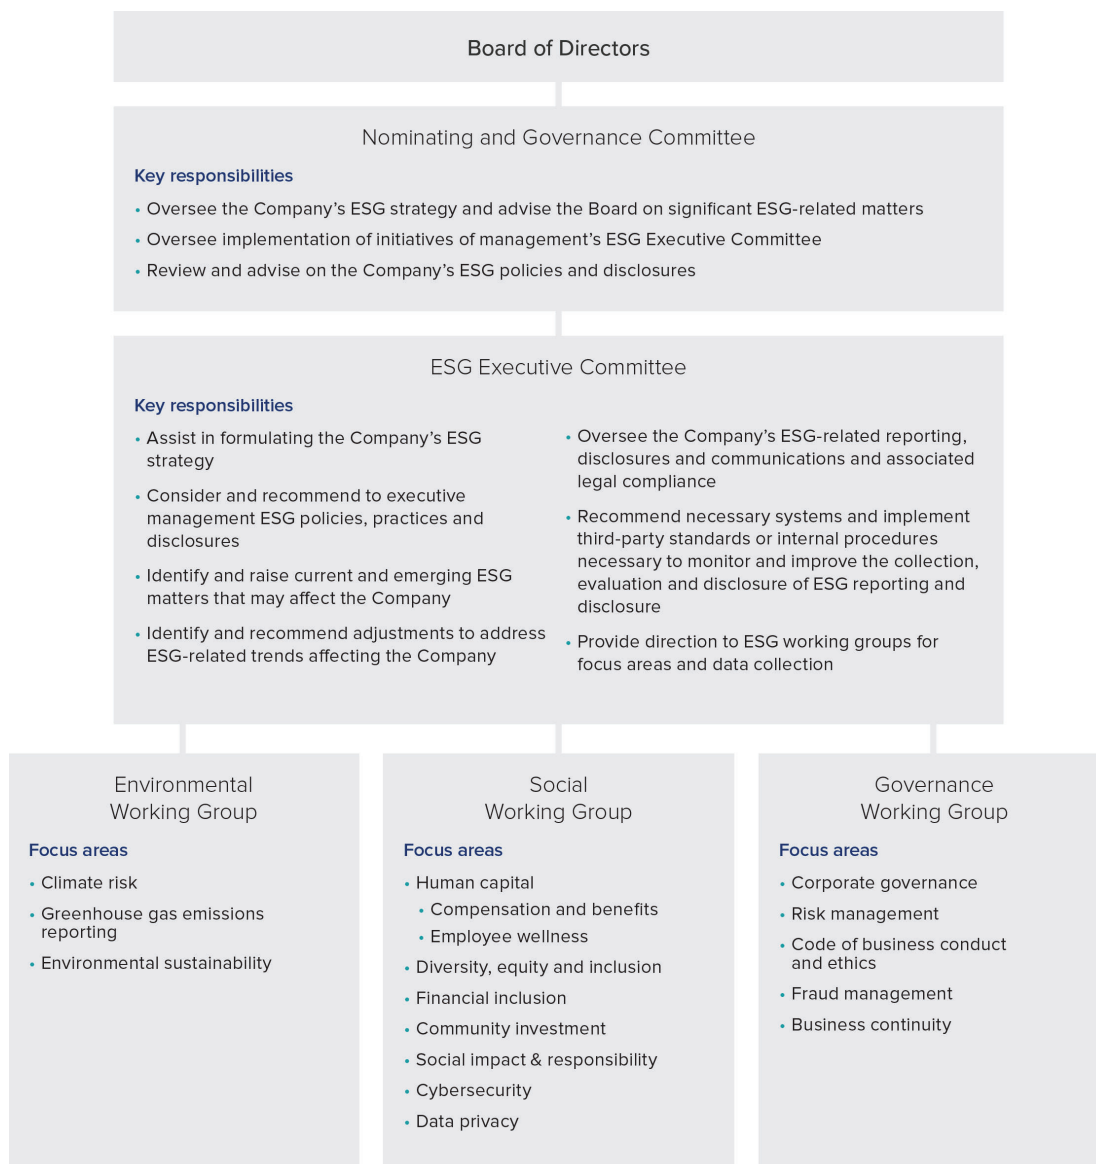 Board of Directors
Nominating and Governance Committee
Key responsibilities
• Oversee the Company’s ESG strategy and advise the Board on significant ESG-related matters
• Oversee implementation of initiatives of management’s ESG Executive Committee
• Review and advise on the Company’s ESG policies and disclosures
ESG Executive Committee
Key responsibilities
• Assist in formulating the Company’s ESG
strategy
• Consider and recommend to executive
management ESG policies, practices and
disclosures
• Identify and raise current and emerging ESG
matters that may affect the Company
• Identify and recommend adjustments to address
ESG-related trends affecting the Company
• Oversee the Company’s ESG-related reporting,
disclosures and communications and associated
legal compliance
• Recommend necessary systems and implement
third-party standards or internal procedures
necessary to monitor and improve the collection,
evaluation and disclosure of ESG reporting and
disclosure
• Provide direction to ESG working groups for
focus areas and data collection
Environmental
Working Group
Focus areas
• Climate risk
• Greenhouse gas emissions
reporting
• Environmental sustainability
Social
Working Group
Focus areas
• Human capital
• Compensation and benefits
• Employee wellness
• Diversity, equity and inclusion
• Financial inclusion
• Community investment
• Social impact & responsibility
• Cybersecurity
• Data privacy
Governance
Working Group
Focus areas
• Corporate governance
• Risk management
• Code of business conduct
and ethics
• Fraud management
• Business continuity